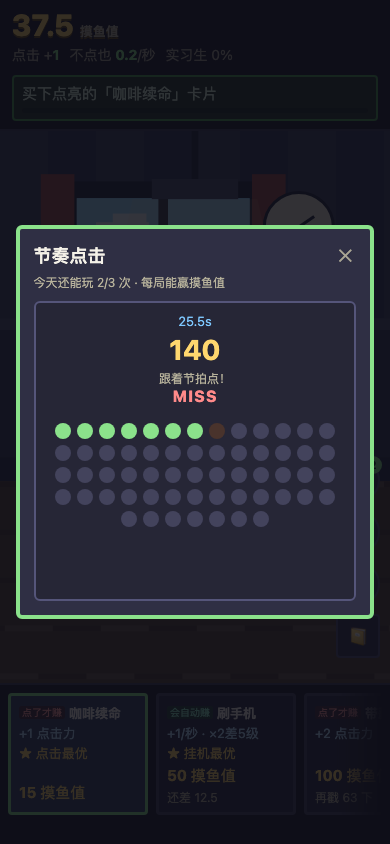 37.5 摸鱼值
点击 +1 不点也 0.2/秒 实习生 0%
买下点亮的「咖啡续命」卡片
节奏点击
今天还能玩 2/3 次 · 每局能赢摸鱼值
25.5s
140
跟着节拍点!
MISS
点了才赚 咖啡续命
+1 点击力
点击最优
15 摸鱼值
会自动赚 刷手机
+1/秒 · ×2差5级
挂机最优
50 摸鱼值
还差 12.5
点了才赚
+2 点击力
100 摸鱼
再戳 63 下